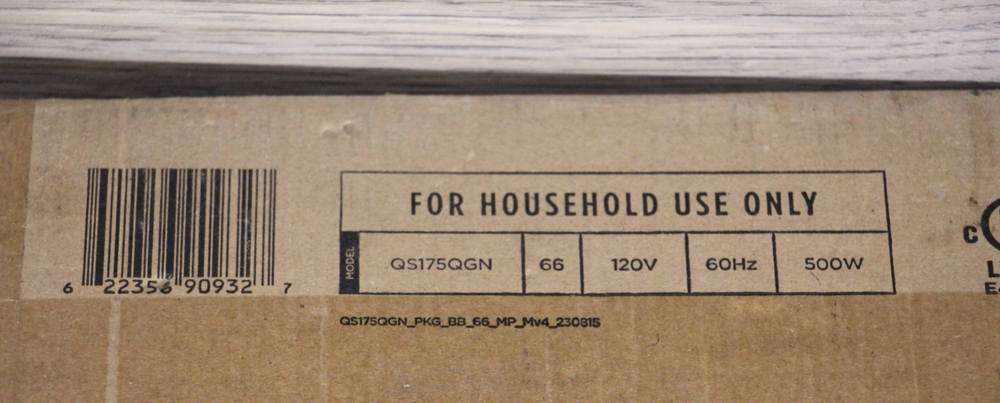 FOR HOUSEHOLD USE ONLY
MODEL QS175QGN 66 120V 60Hz 500W
6 22356 90932 7
QS175QGN_PKG_BB_66_MP_Mv4_230815
C